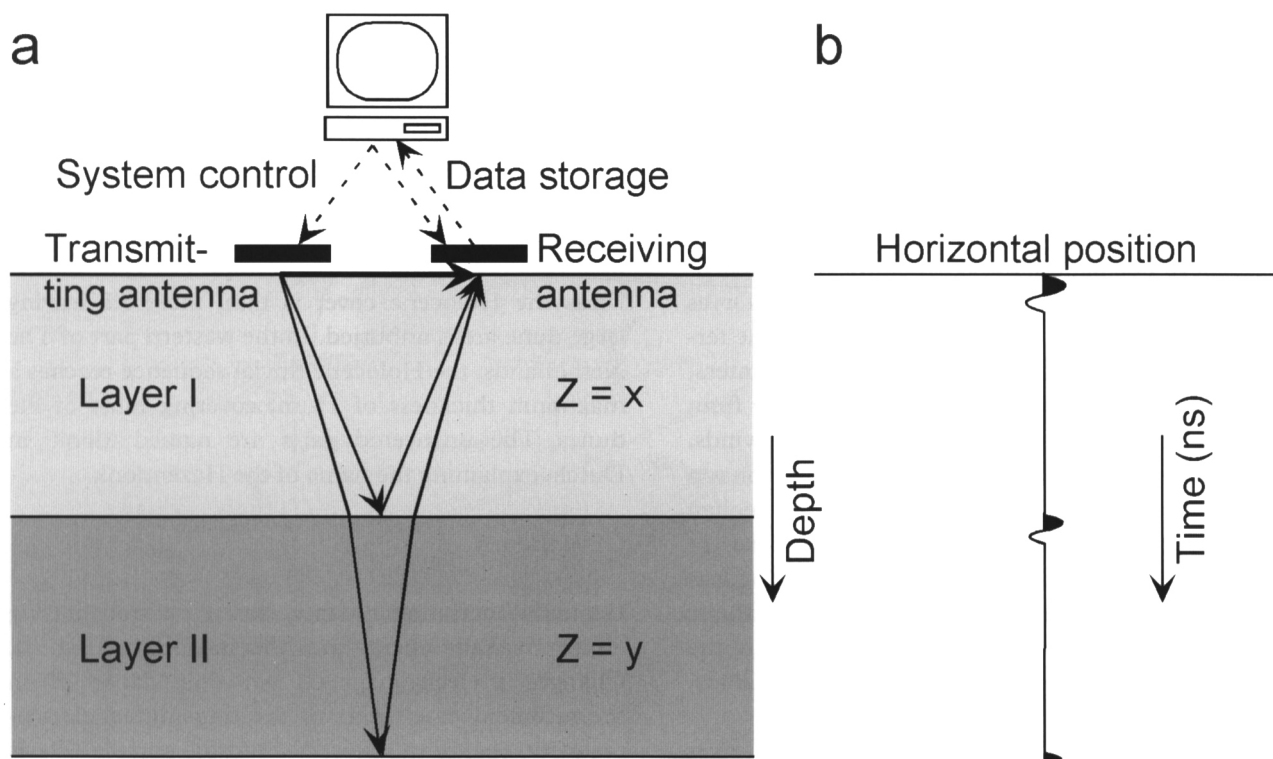 a
b
System control
Data storage
Transmit-
ting antenna
Receiving
antenna
Horizontal position
Layer I
Z = x
Layer II
Z = y
Depth
Time (ns)